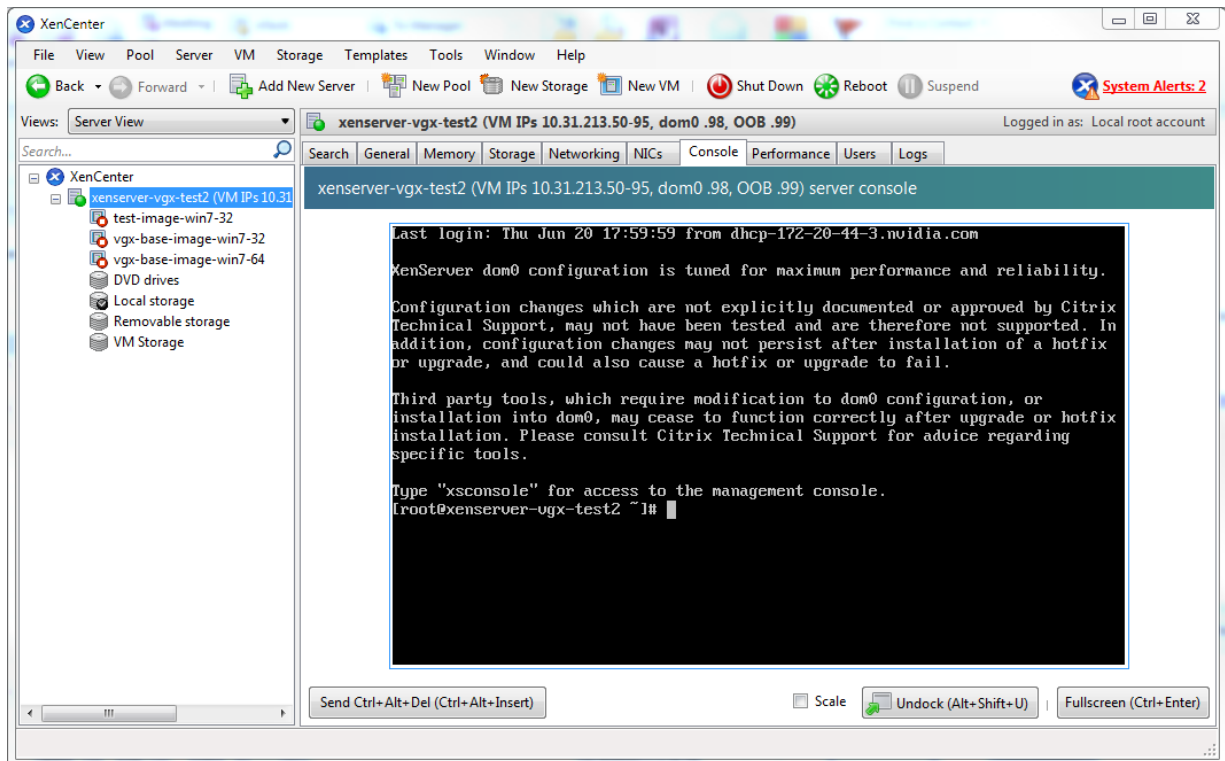 XenCenter
File View Pool Server VM Storage Templates Tools Window Help
Back Forward Add New Server New Pool New Storage New VM Shut Down Reboot Suspend System Alerts: 2
Views: Server View
xenserver-vgx-test2 (VM IPs 10.31.213.50-95, dom0 .98, OOB .99) Logged in as: Local root account
Search...
Search General Memory Storage Networking NICs Console Performance Users Logs
XenCenter
xenserver-vgx-test2 (VM IPs 10.31
test-image-win7-32
vgx-base-image-win7-32
vgx-base-image-win7-64
DVD drives
Local storage
Removable storage
VM Storage
xenserver-vgx-test2 (VM IPs 10.31.213.50-95, dom0 .98, OOB .99) server console
Last login: Thu Jun 20 17:59:59 from dhcp-172-20-44-3.nvidia.com
XenServer dom0 configuration is tuned for maximum performance and reliability.
Configuration changes which are not explicitly documented or approved by Citrix
Technical Support, may not have been tested and are therefore not supported. In
addition, configuration changes may not persist after installation of a hotfix
or upgrade, and could also cause a hotfix or upgrade to fail.
Third party tools, which require modification to dom0 configuration, or
installation into dom0, may cease to function correctly after upgrade or hotfix
installation. Please consult Citrix Technical Support for advice regarding
specific tools.
Type "xsconsole" for access to the management console.
[root@xenserver-vgx-test2 ~]#
Send Ctrl+Alt+Del (Ctrl+Alt+Insert) Scale Undock (Alt+Shift+U) Fullscreen (Ctrl+Enter)